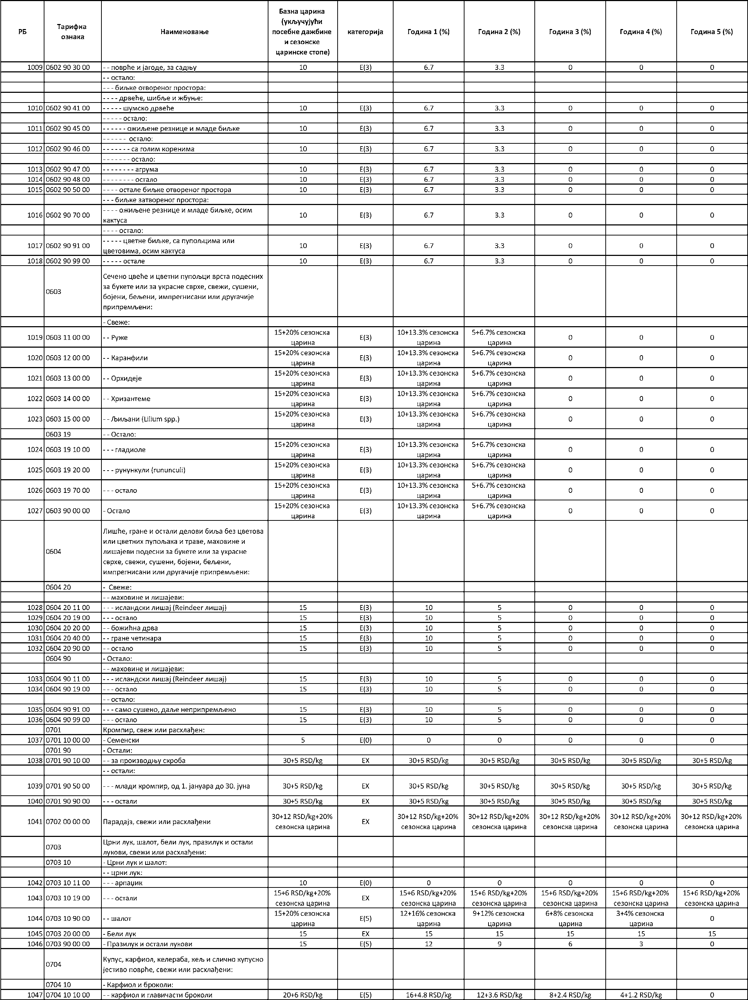 РБ	Тарифна ознака	Наименовање	Базна царина (укључујући посебне дажбине и сезонске царинске стопе)	категорија	Година 1 (%)	Година 2 (%)	Година 3 (%)	Година 4 (%)	Година 5 (%)
1009	0602 90 30 00	- - поврће и јагоде, за садњу	10	E(3)	6.7	3.3	0	0	0
- - остало:
- - - биљке отвореног простора:
- - - - дрвеће, шибље и жбуње:
1010	0602 90 41 00	- - - - - шумско дрвеће	10	E(3)	6.7	3.3	0	0	0
- - - - - остало:
1011	0602 90 45 00	- - - - - - ожиљене резнице и младе биљке	10	E(3)	6.7	3.3	0	0	0
- - - - - - остало:
1012	0602 90 46 00	- - - - - - - са голим коренима	10	E(3)	6.7	3.3	0	0	0
- - - - - - - остало:
1013	0602 90 47 00	- - - - - - - - агрума	10	E(3)	6.7	3.3	0	0	0
1014	0602 90 48 00	- - - - - - - - остало	10	E(3)	6.7	3.3	0	0	0
1015	0602 90 50 00	- - - - остале биљке отвореног простора	10	E(3)	6.7	3.3	0	0	0
- - - биљке затвореног простора:
1016	0602 90 70 00	- - - - ожиљене резнице и младе биљке, осим кактуса	10	E(3)	6.7	3.3	0	0	0
- - - - остало:
1017	0602 90 91 00	- - - - - цветне биљке, са пупољцима или цветовима, осим кактуса	10	E(3)	6.7	3.3	0	0	0
1018	0602 90 99 00	- - - - - остале	10	E(3)	6.7	3.3	0	0	0
0603	Сечено цвеће и цветни пупољци врста подесних за букете или за украсне сврхе, свежи, сушени, бојени, бељени, импрегнисани или другачије припремљени:
- Свеже:
1019	0603 11 00 00	- - Руже	15+20% сезонска царина	E(3)	10+13.3% сезонска царина	5+6.7% сезонска царина	0	0	0
1020	0603 12 00 00	- - Каранфили	15+20% сезонска царина	E(3)	10+13.3% сезонска царина	5+6.7% сезонска царина	0	0	0
1021	0603 13 00 00	- - Орхидеје	15+20% сезонска царина	E(3)	10+13.3% сезонска царина	5+6.7% сезонска царина	0	0	0
1022	0603 14 00 00	- - Хризантеме	15+20% сезонска царина	E(3)	10+13.3% сезонска царина	5+6.7% сезонска царина	0	0	0
1023	0603 15 00 00	- - Љиљани (Lilium spp.)	15+20% сезонска царина	E(3)	10+13.3% сезонска царина	5+6.7% сезонска царина	0	0	0
0603 19	- - Остало:
1024	0603 19 10 00	- - - гладиоле	15+20% сезонска царина	E(3)	10+13.3% сезонска царина	5+6.7% сезонска царина	0	0	0
1025	0603 19 20 00	- - - рунункули (rununculi)	15+20% сезонска царина	E(3)	10+13.3% сезонска царина	5+6.7% сезонска царина	0	0	0
1026	0603 19 70 00	- - - остало	15+20% сезонска царина	E(3)	10+13.3% сезонска царина	5+6.7% сезонска царина	0	0	0
1027	0603 90 00 00	- Остало	15+20% сезонска царина	E(3)	10+13.3% сезонска царина	5+6.7% сезонска царина	0	0	0
0604	Лишће, гране и остали делови биља без цветова или цветних пупољака и траве, маховине и лишајеви подесни за букете или за украсне сврхе, свежи, сушени, бојени, бељени, импрегнисани или другачије припремљени:
0604 20	- Свеже:
- - маховине и лишајеви:
1028	0604 20 11 00	- - - исландски лишај (Reindeer лишај)	15	E(3)	10	5	0	0	0
1029	0604 20 19 00	- - - остало	15	E(3)	10	5	0	0	0
1030	0604 20 20 00	- - божићна дрва	15	E(3)	10	5	0	0	0
1031	0604 20 40 00	- - гране четинара	15	E(3)	10	5	0	0	0
1032	0604 20 90 00	- - остало	15	E(3)	10	5	0	0	0
0604 90	- Остало:
- - маховине и лишајеви:
1033	0604 90 11 00	- - - исландски лишај (Reindeer лишај)	15	E(3)	10	5	0	0	0
1034	0604 90 19 00	- - - остало	15	E(3)	10	5	0	0	0
- - остало:
1035	0604 90 91 00	- - - само сушено, даље неприпремљено	15	E(3)	10	5	0	0	0
1036	0604 90 99 00	- - - остало	15	E(3)	10	5	0	0	0
0701	Кромпир, свеж или расхлађен:
1037	0701 10 00 00	- Семенски	5	E(0)	0	0	0	0	0
0701 90	- Остали:
1038	0701 90 10 00	- - за производњу скроба	30+5 RSD/kg	EX	30+5 RSD/kg	30+5 RSD/kg	30+5 RSD/kg	30+5 RSD/kg	30+5 RSD/kg
- - остали:
1039	0701 90 50 00	- - - млади кромпир, од 1. јануара до 30. јуна	30+5 RSD/kg	EX	30+5 RSD/kg	30+5 RSD/kg	30+5 RSD/kg	30+5 RSD/kg	30+5 RSD/kg
1040	0701 90 90 00	- - - остали	30+5 RSD/kg	EX	30+5 RSD/kg	30+5 RSD/kg	30+5 RSD/kg	30+5 RSD/kg	30+5 RSD/kg
1041	0702 00 00 00	Парадајз, свежи или расхлађени	30+12 RSD/kg+20% сезонска царина	EX	30+12 RSD/kg+20% сезонска царина	30+12 RSD/kg+20% сезонска царина	30+12 RSD/kg+20% сезонска царина	30+12 RSD/kg+20% сезонска царина	30+12 RSD/kg+20% сезонска царина
0703	Црни лук, шалот, бели лук, празилук и остали лукови, свежи или расхлађени:
0703 10	- Црни лук и шалот:
- - црни лук:
1042	0703 10 11 00	- - - арпаџик	10	E(0)	0	0	0	0	0
1043	0703 10 19 00	- - - остали	15+6 RSD/kg+20% сезонска царина	EX	15+6 RSD/kg+20% сезонска царина	15+6 RSD/kg+20% сезонска царина	15+6 RSD/kg+20% сезонска царина	15+6 RSD/kg+20% сезонска царина	15+6 RSD/kg+20% сезонска царина
1044	0703 10 90 00	- - шалот	15+20% сезонска царина	E(5)	12+16% сезонска царина	9+12% сезонска царина	6+8% сезонска царина	3+4% сезонска царина	0
1045	0703 20 00 00	- Бели лук	15	EX	15	15	15	15	15
1046	0703 90 00 00	- Празилук и остали лукови	15	E(5)	12	9	6	3	0
0704	Купус, карфиол, келераба, кељ и слично купусно јестиво поврће, свежи или расхлађени:
0704 10	- Карфиол и броколи:
1047	0704 10 10 00	- - карфиол и главичасти броколи	20+6 RSD/kg	E(5)	16+4.8 RSD/kg	12+3.6 RSD/kg	8+2.4 RSD/kg	4+1.2 RSD/kg	0